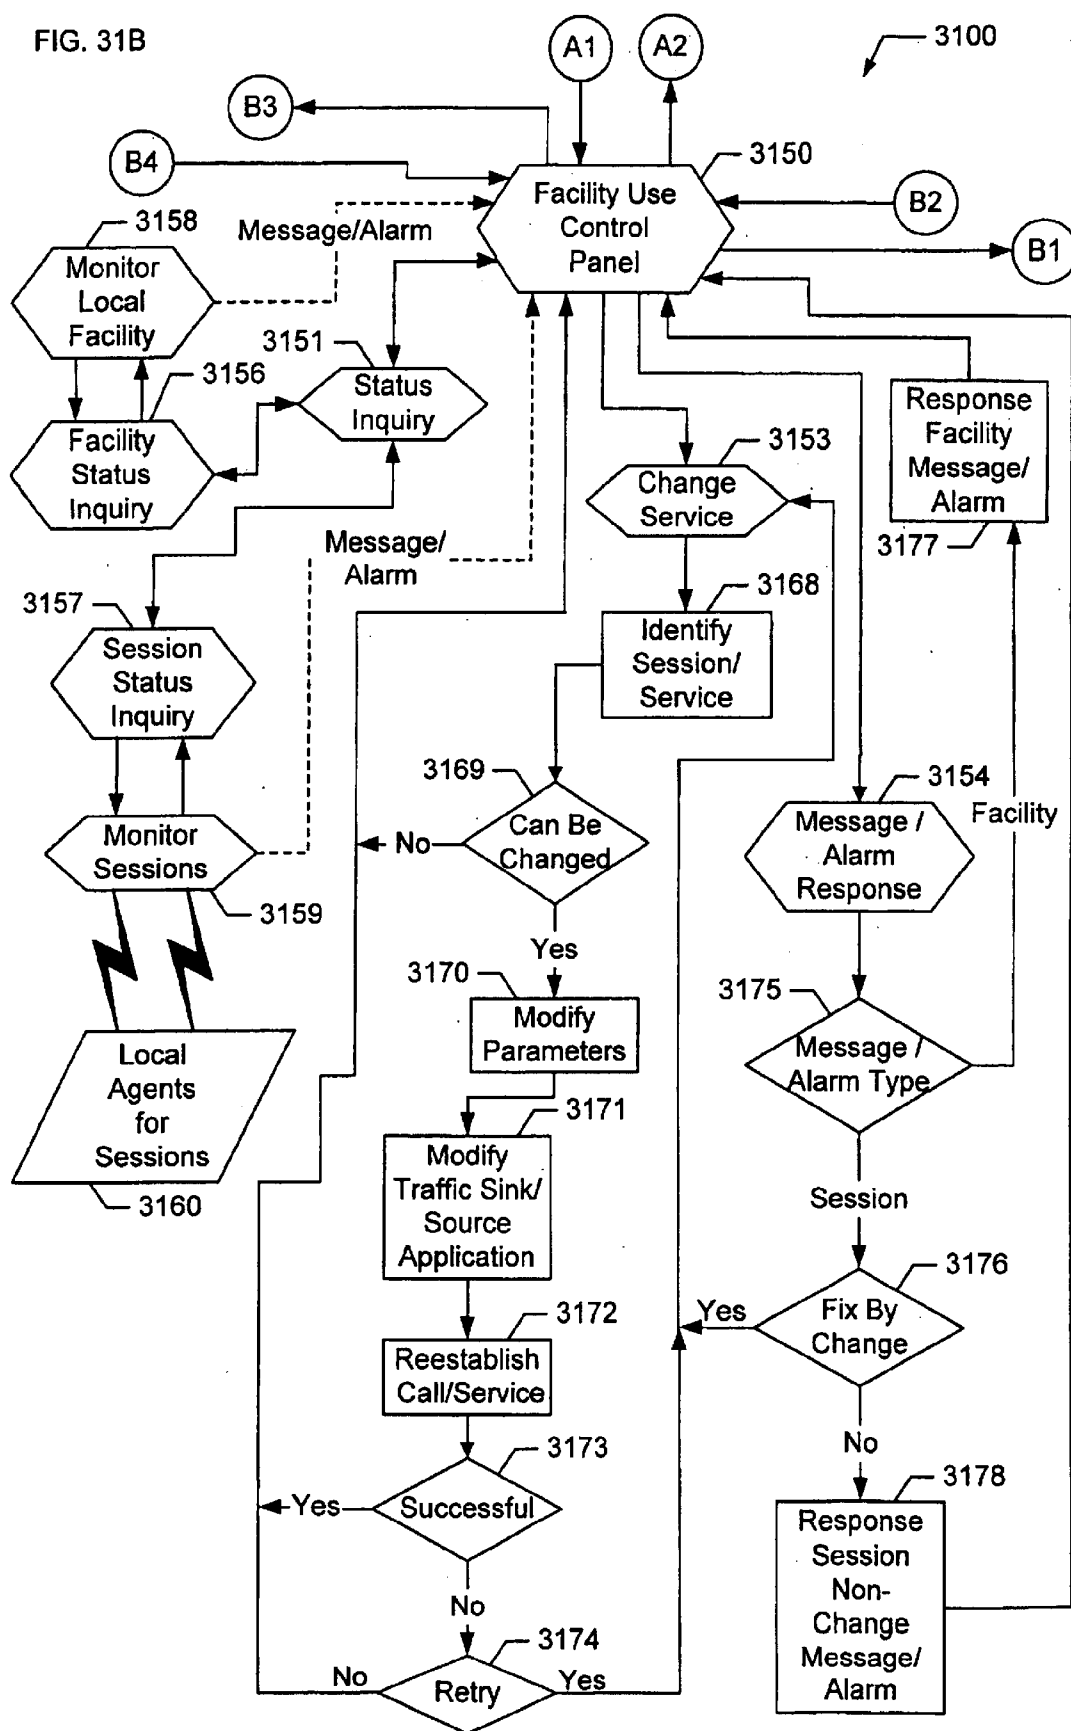 FIG. 31B
A1
A2
3100
B3
B4
3150
Facility Use
Control
Panel
B2
B1
3158
Message/Alarm
Monitor
Local
Facility
3151
Status
Inquiry
3156
Facility
Status
Inquiry
3153
Change
Service
Response
Facility
Message/
Alarm
3177
Message/
Alarm
3157
Session
Status
Inquiry
3168
Identify
Session/
Service
3169
Can Be
Changed
No
Yes
3154
Message /
Alarm
Response
Facility
Monitor
Sessions
3159
3170
Modify
Parameters
3175
Message /
Alarm Type
Local
Agents
for
Sessions
3160
3171
Modify
Traffic Sink/
Source
Application
Session
3176
Fix By
Change
Yes
No
3172
Reestablish
Call/Service
3173
Successful
Yes
No
3178
Response
Session
Non-
Change
Message/
Alarm
3174
Retry
No
Yes